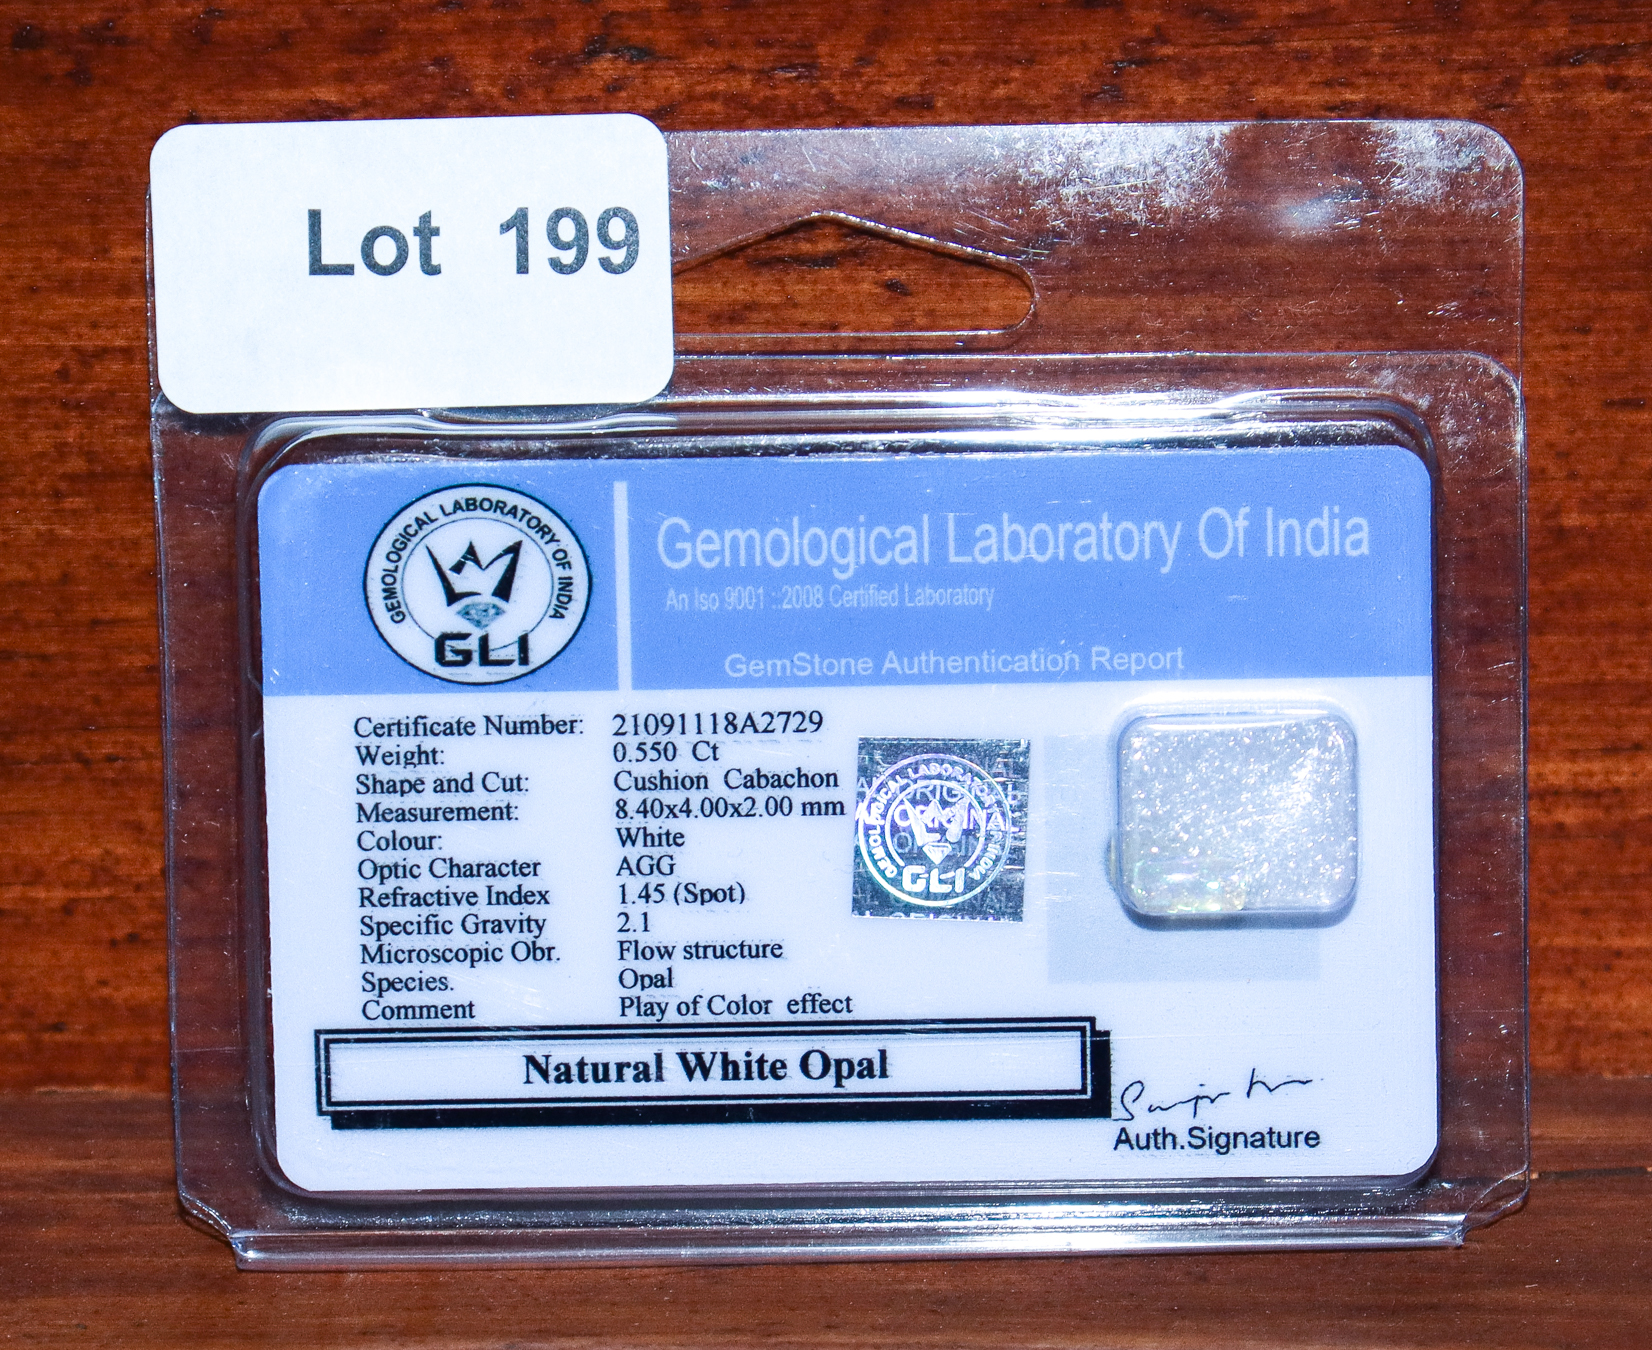 Lot 199
GEMOLOGICAL LABORATORY OF INDIA
GLI
Gemological Laboratory Of India
An Iso 9001 :2008 Certified Laboratory
GemStone Authentication Report
Certificate Number: 21091118A2729
Weight: 0.550 Ct
Shape and Cut: Cushion Cabachon
Measurement: 8.40x4.00x2.00 mm
Colour: White
Optic Character AGG
Refractive Index 1.45 (Spot)
Specific Gravity 2.1
Microscopic Obr. Flow structure
Species. Opal
Comment Play of Color effect
GLI
Natural White Opal
Auth.Signature